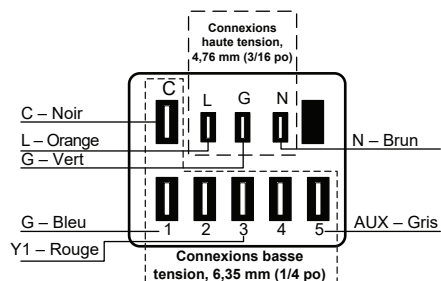 Connexions
haute tension,
4,76 mm (3/16 po)
C
L G N
C – Noir
L – Orange
G – Vert
N – Brun
G – Bleu
1 2 3 4 5
AUX – Gris
Y1 – Rouge
Connexions basse
tension, 6,35 mm (1/4 po)